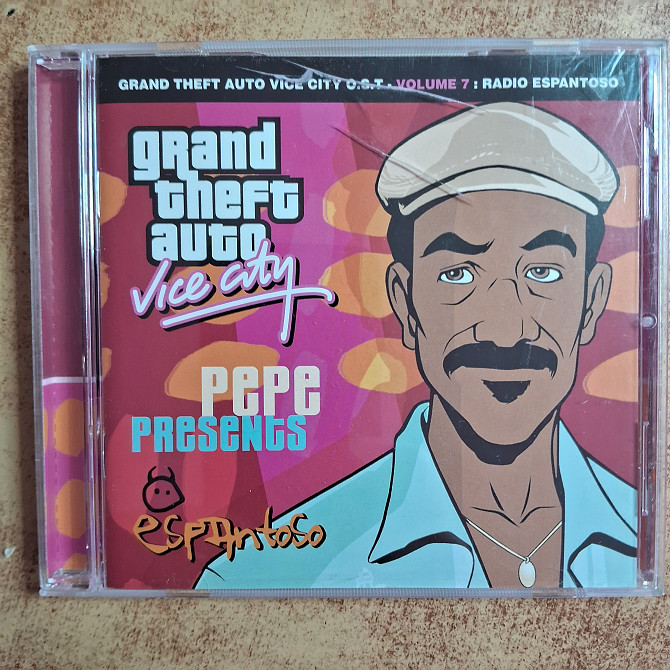 GRAND THEFT AUTO VICE CITY O.S.T - VOLUME 7 : RADIO ESPANTOSO
grand
theft
auto
Vice City
PEPE
PRESENTS
ESPANTOSO